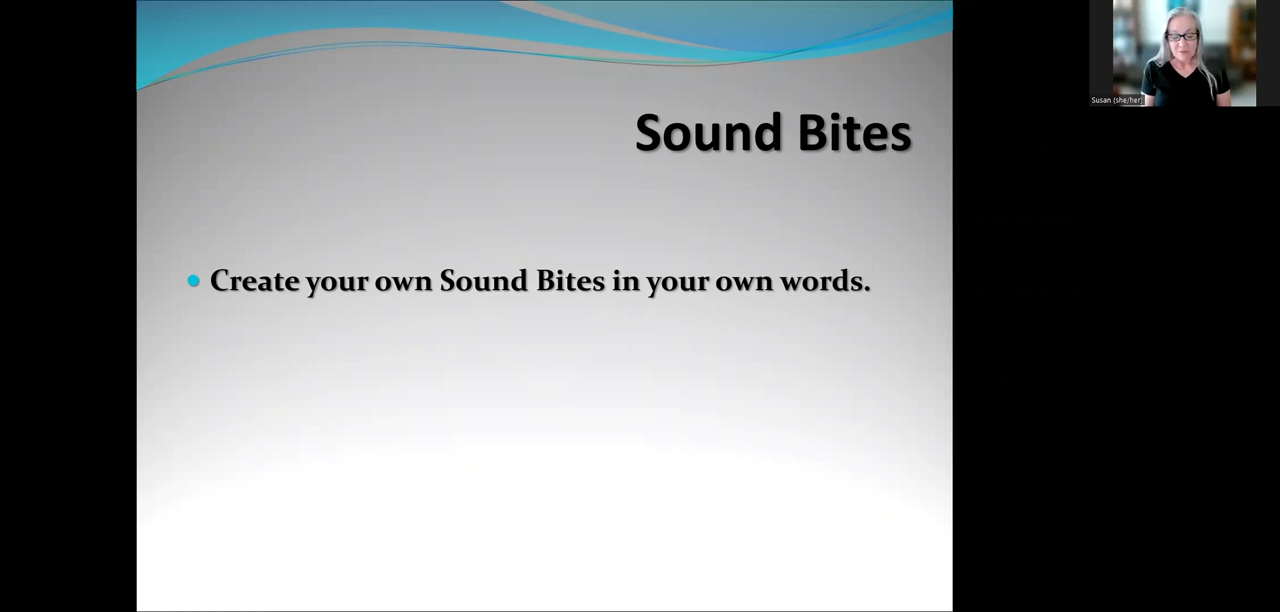 Susan (she/her)
Sound Bites
Create your own Sound Bites in your own words.